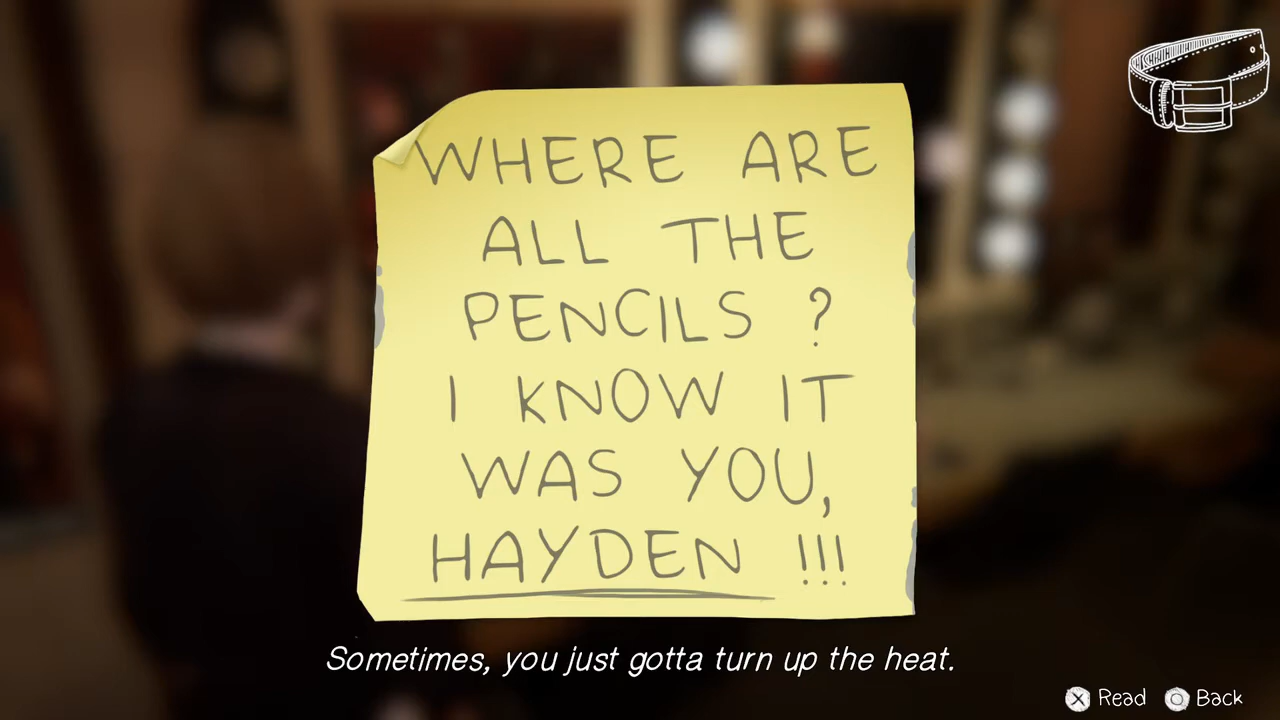 WHERE ARE
ALL THE
PENCILS ?
I KNOW IT
WAS YOU,
HAYDEN !!!
Sometimes, you just gotta turn up the heat.
Read Back